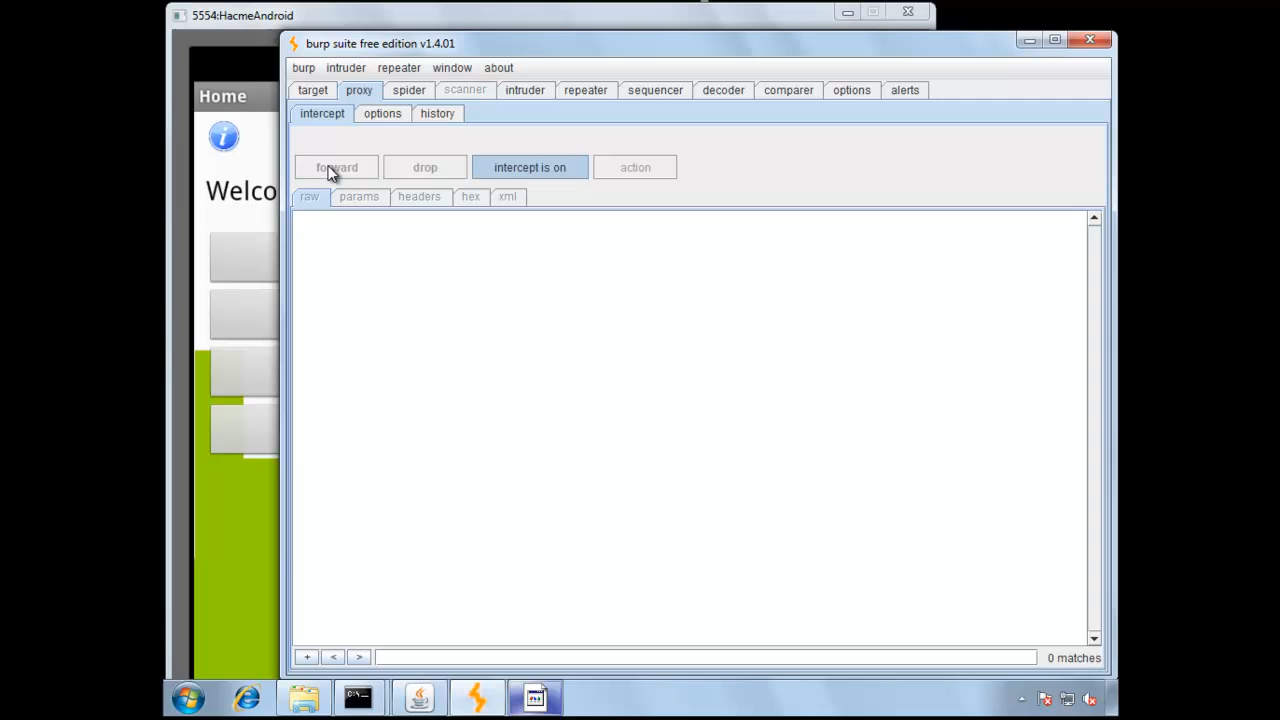 5554:HacmeAndroid
burp suite free edition v1.4.01
burp intruder repeater window about
target proxy spider scanner intruder repeater sequencer decoder comparer options alerts
intercept options history
forward drop intercept is on action
raw params headers hex xml
Home
i
Welco
+ < > 0 matches
C:\.